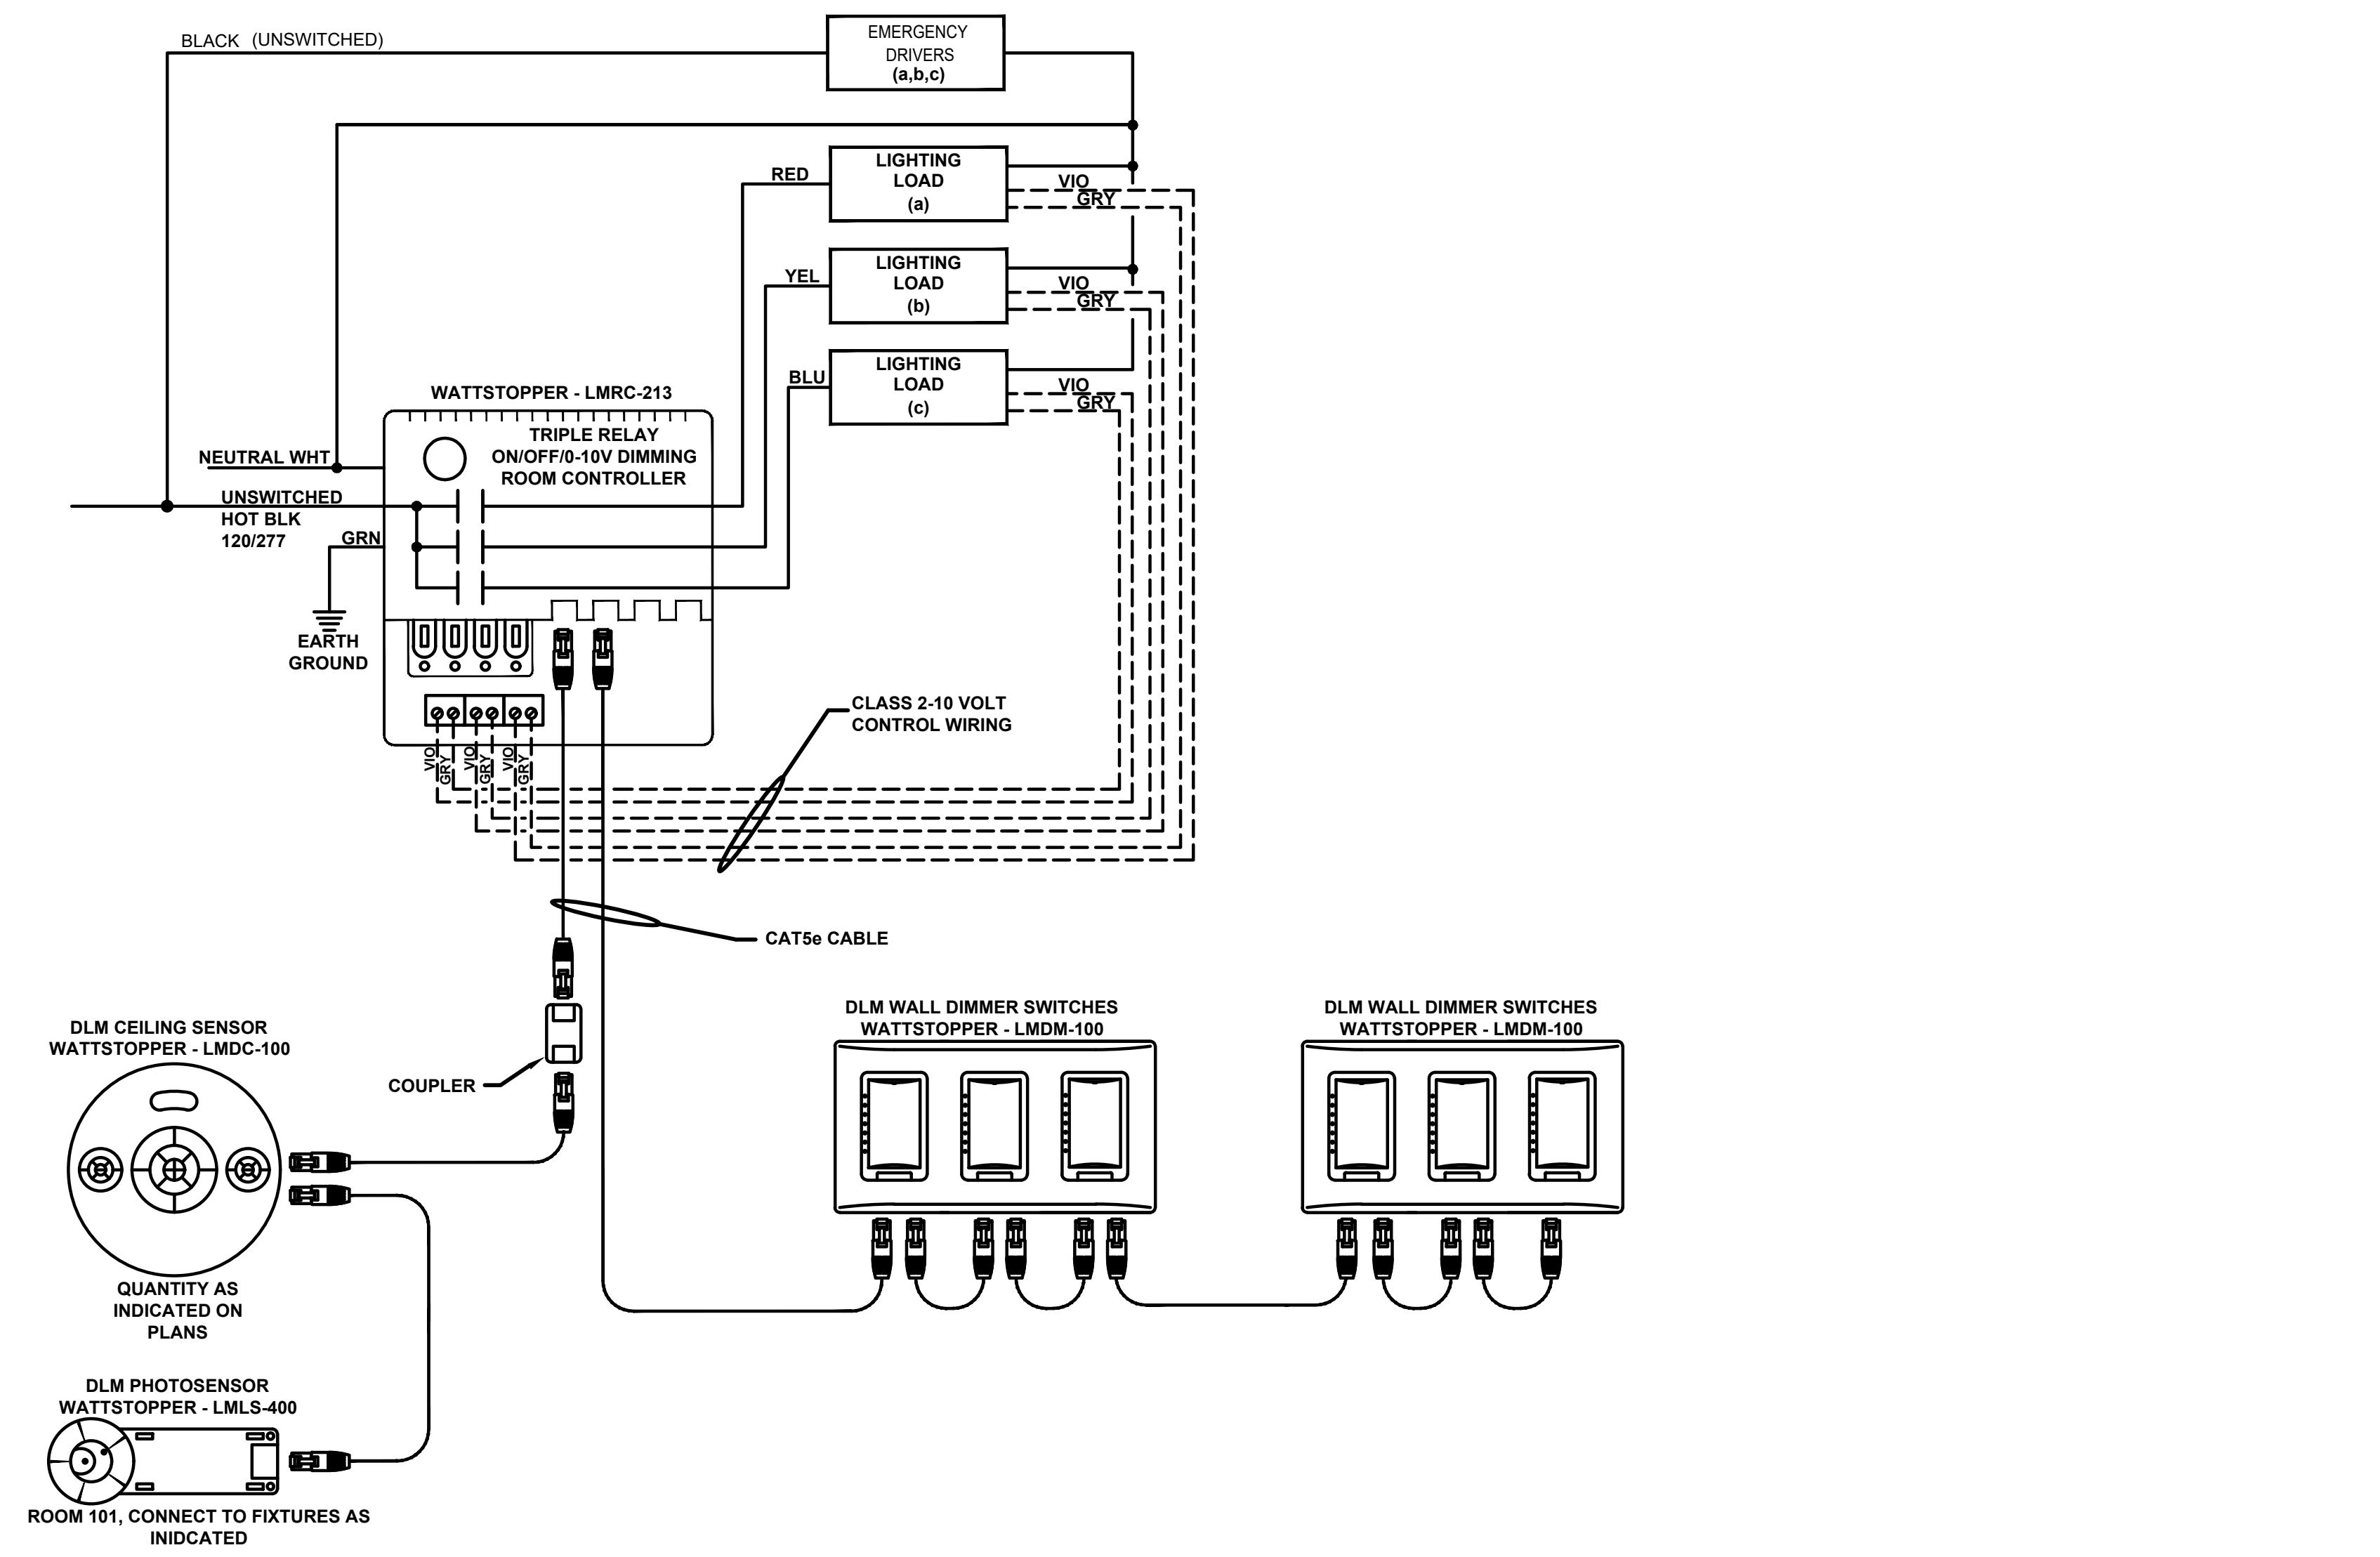 BLACK (UNSWITCHED)
EMERGENCY
DRIVERS
(a,b,c)
RED
LIGHTING
LOAD
(a)
VIO
GRY
YEL
LIGHTING
LOAD
(b)
VIO
GRY
BLU
LIGHTING
LOAD
(c)
VIO
GRY
WATTSTOPPER - LMRC-213
TRIPLE RELAY
ON/OFF/0-10V DIMMING
ROOM CONTROLLER
NEUTRAL WHT
UNSWITCHED
HOT BLK
120/277
GRN
EARTH
GROUND
VIO
GRY
VIO
GRY
VIO
GRY
CLASS 2-10 VOLT
CONTROL WIRING
CAT5e CABLE
COUPLER
DLM CEILING SENSOR
WATTSTOPPER - LMDC-100
QUANTITY AS
INDICATED ON
PLANS
DLM WALL DIMMER SWITCHES
WATTSTOPPER - LMDM-100
DLM WALL DIMMER SWITCHES
WATTSTOPPER - LMDM-100
DLM PHOTOSENSOR
WATTSTOPPER - LMLS-400
ROOM 101, CONNECT TO FIXTURES AS
INIDCATED